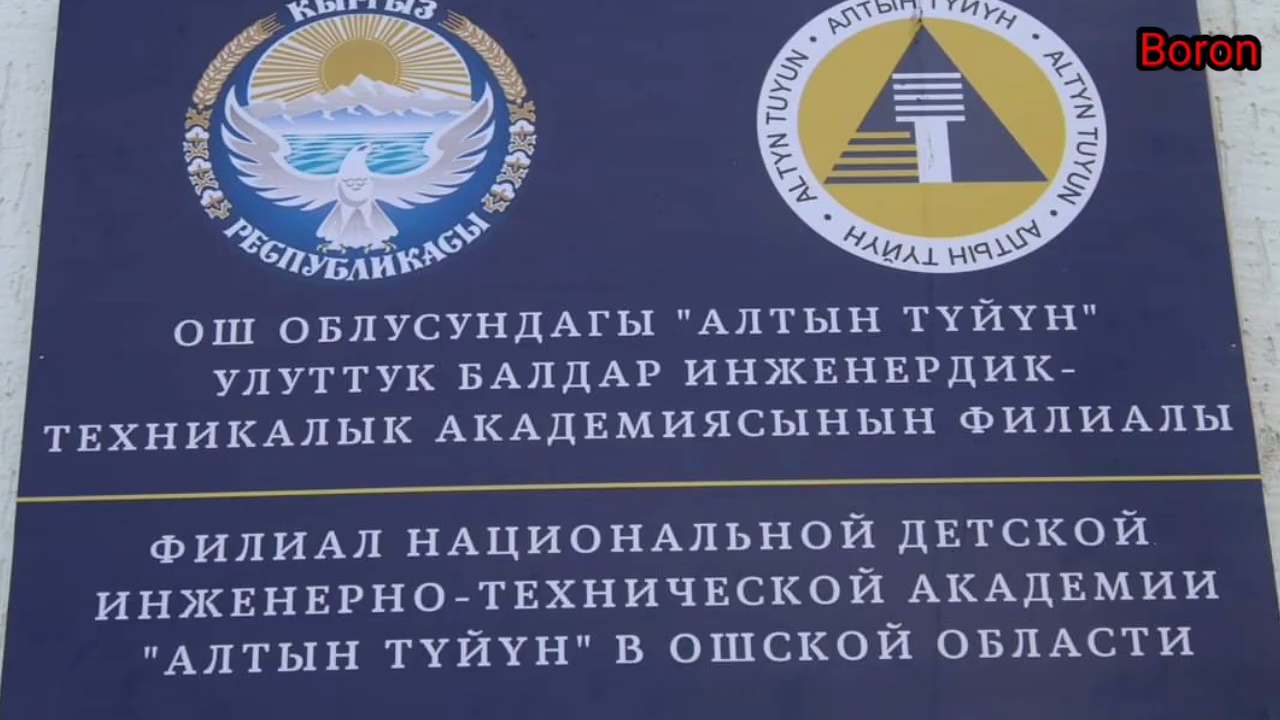 Boron
КЫРГЫЗ
РЕСПУБЛИКАСЫ
АЛТЫН ТҮЙҮН • ALTYN TUYUN • АЛТЫН ТҮЙҮН • ALTYN TUYUN •
ОШ ОБЛУСУНДАГЫ "АЛТЫН ТҮЙҮН"
УЛУТТУК БАЛДАР ИНЖЕНЕРДИК-
ТЕХНИКАЛЫК АКАДЕМИЯСЫНЫН ФИЛИАЛЫ
ФИЛИАЛ НАЦИОНАЛЬНОЙ ДЕТСКОЙ
ИНЖЕНЕРНО-ТЕХНИЧЕСКОЙ АКАДЕМИИ
"АЛТЫН ТҮЙҮН" В ОШСКОЙ ОБЛАСТИ